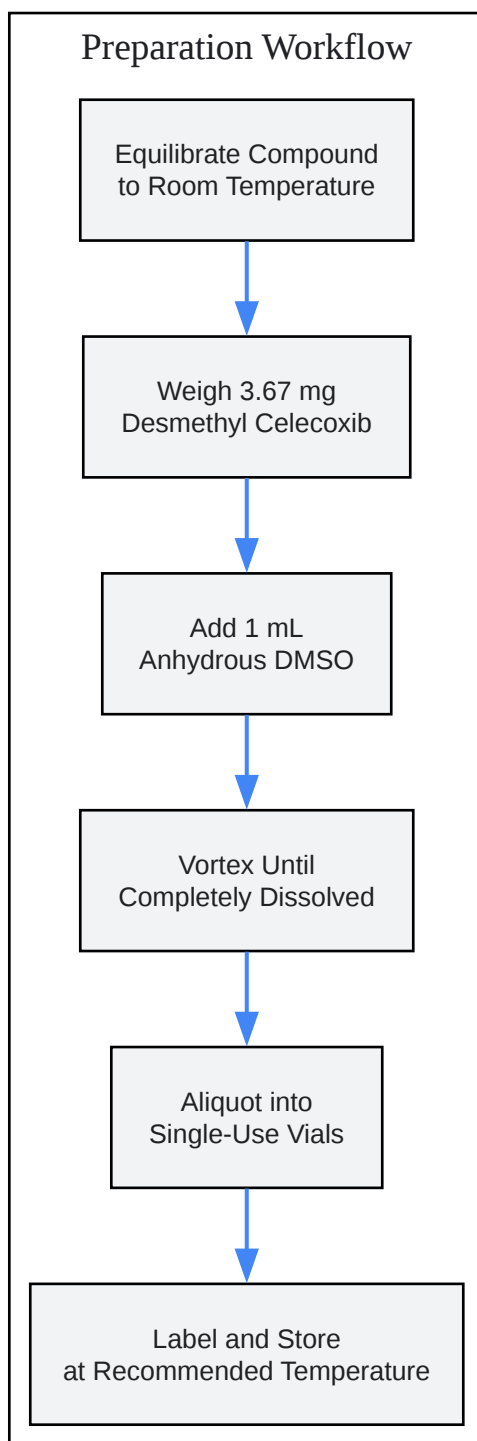 Preparation Workflow
Equilibrate Compound
to Room Temperature
Weigh 3.67 mg
Desmethyl Celecoxib
Add 1 mL
Anhydrous DMSO
Vortex Until
Completely Dissolved
Aliquot into
Single-Use Vials
Label and Store
at Recommended Temperature